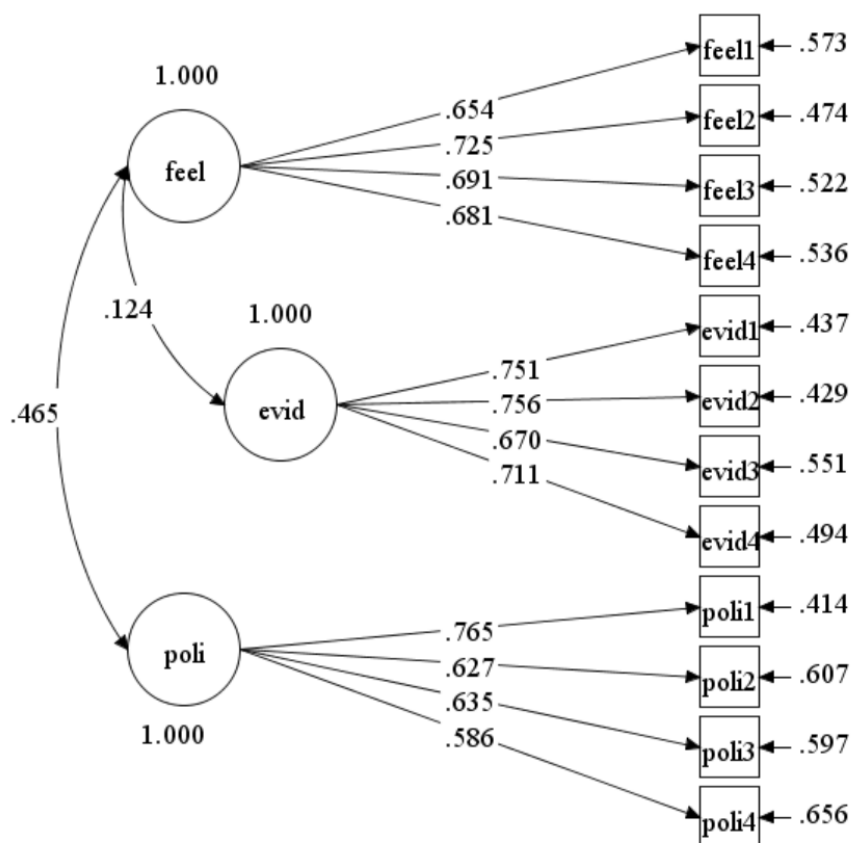 1.000
feel
.654
.725
.691
.681
feel1
.573
feel2
.474
feel3
.522
feel4
.536
.124
.465
1.000
evid
.751
.756
.670
.711
evid1
.437
evid2
.429
evid3
.551
evid4
.494
poli
1.000
.765
.627
.635
.586
poli1
.414
poli2
.607
poli3
.597
poli4
.656